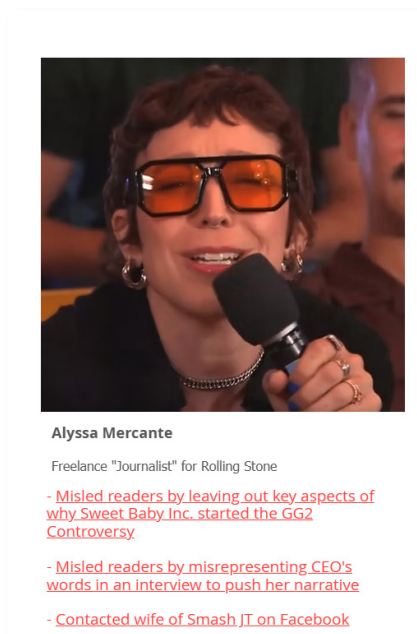 Alyssa Mercante
Freelance "Journalist" for Rolling Stone
- Misled readers by leaving out key aspects of
why Sweet Baby Inc. started the GG2
Controversy
- Misled readers by misrepresenting CEO's
words in an interview to push her narrative
- Contacted wife of Smash JT on Facebook